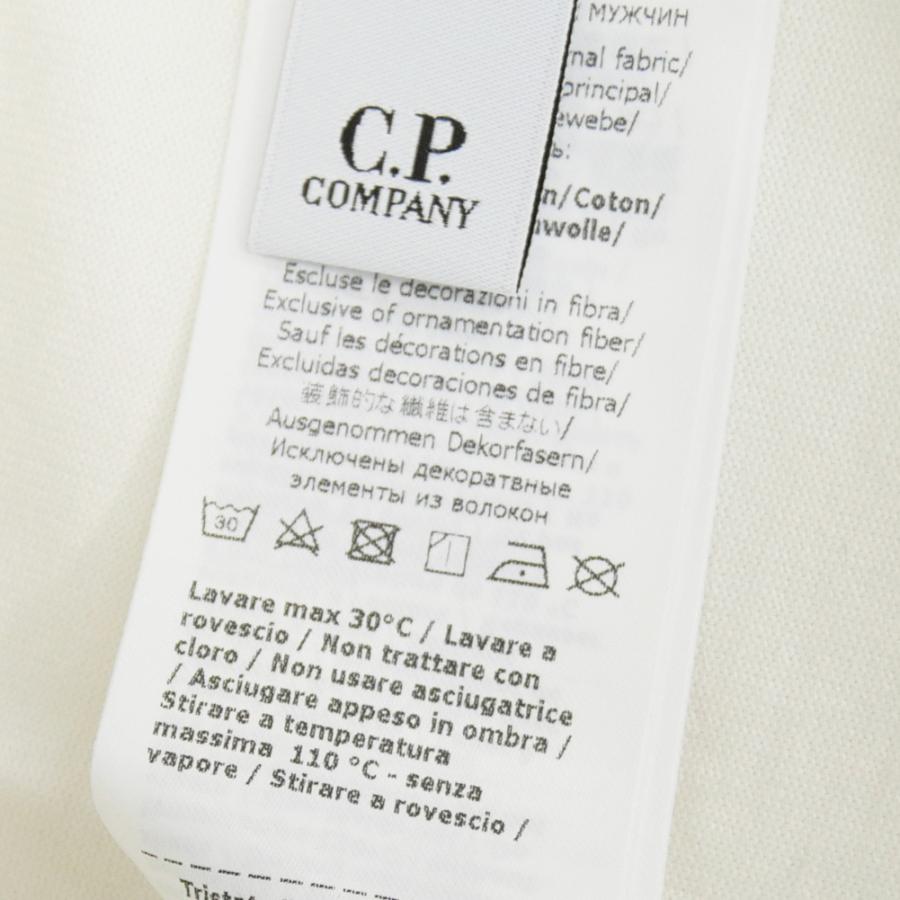 МУЖЧИН
fabric/
principal/
C.P.
COMPANY
Coton/
Escluse le decorazioni in fibra/
Exclusive of ornamentation fiber/
Sauf les décorations en fibre/
Excluidas decoraciones de fibra/
装飾的な繊維は含まない/
Ausgenommen Dekorfasern/
Исключены декоратвные
элементы из волокон
30
Lavare max 30°C / Lavare a
rovescio / Non trattare con
cloro / Non usare asciugatrice
/ Asciugare appeso in ombra /
Stirare a temperatura
massima 110 °C - senza
vapore / Stirare a rovescio /